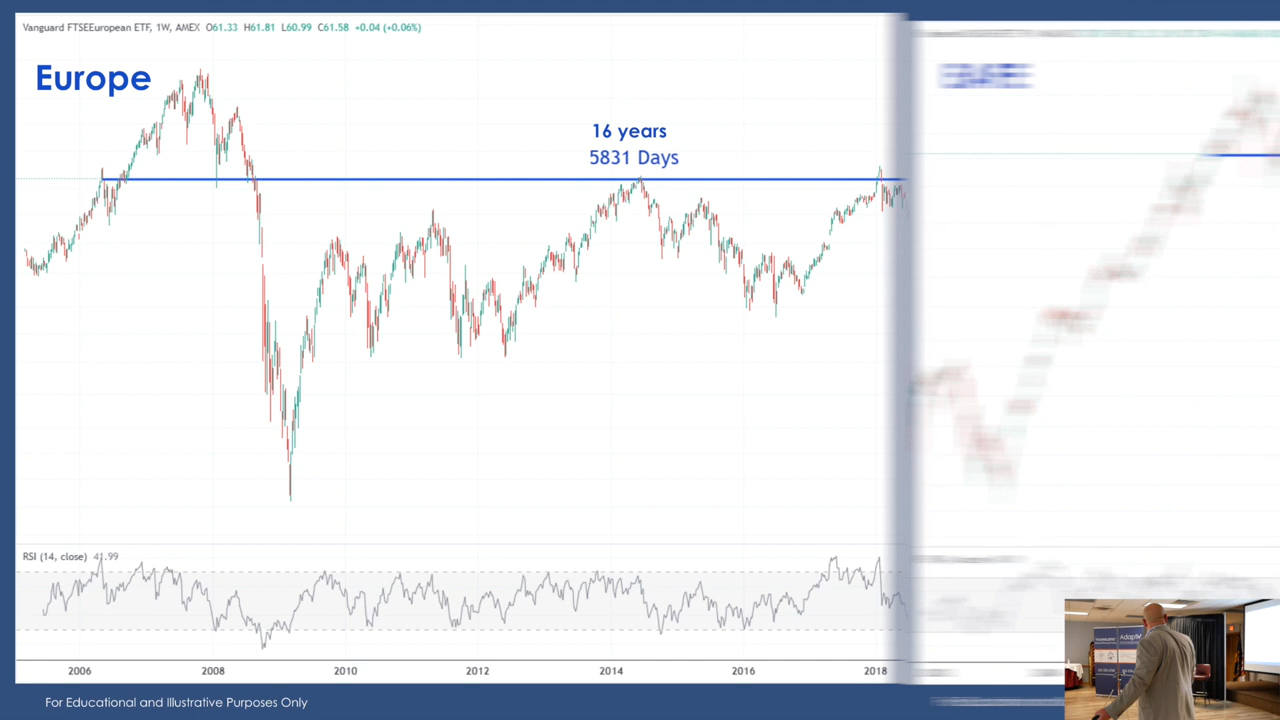 Vanguard FTSEEuropean ETF, 1W, AMEX O61.33 H61.81 L60.99 C61.58 +0.04 (+0.06%)
Europe
16 years
5831 Days
RSI (14, close) 41.99
2006 2008 2010 2012 2014 2016 2018
For Educational and Illustrative Purposes Only